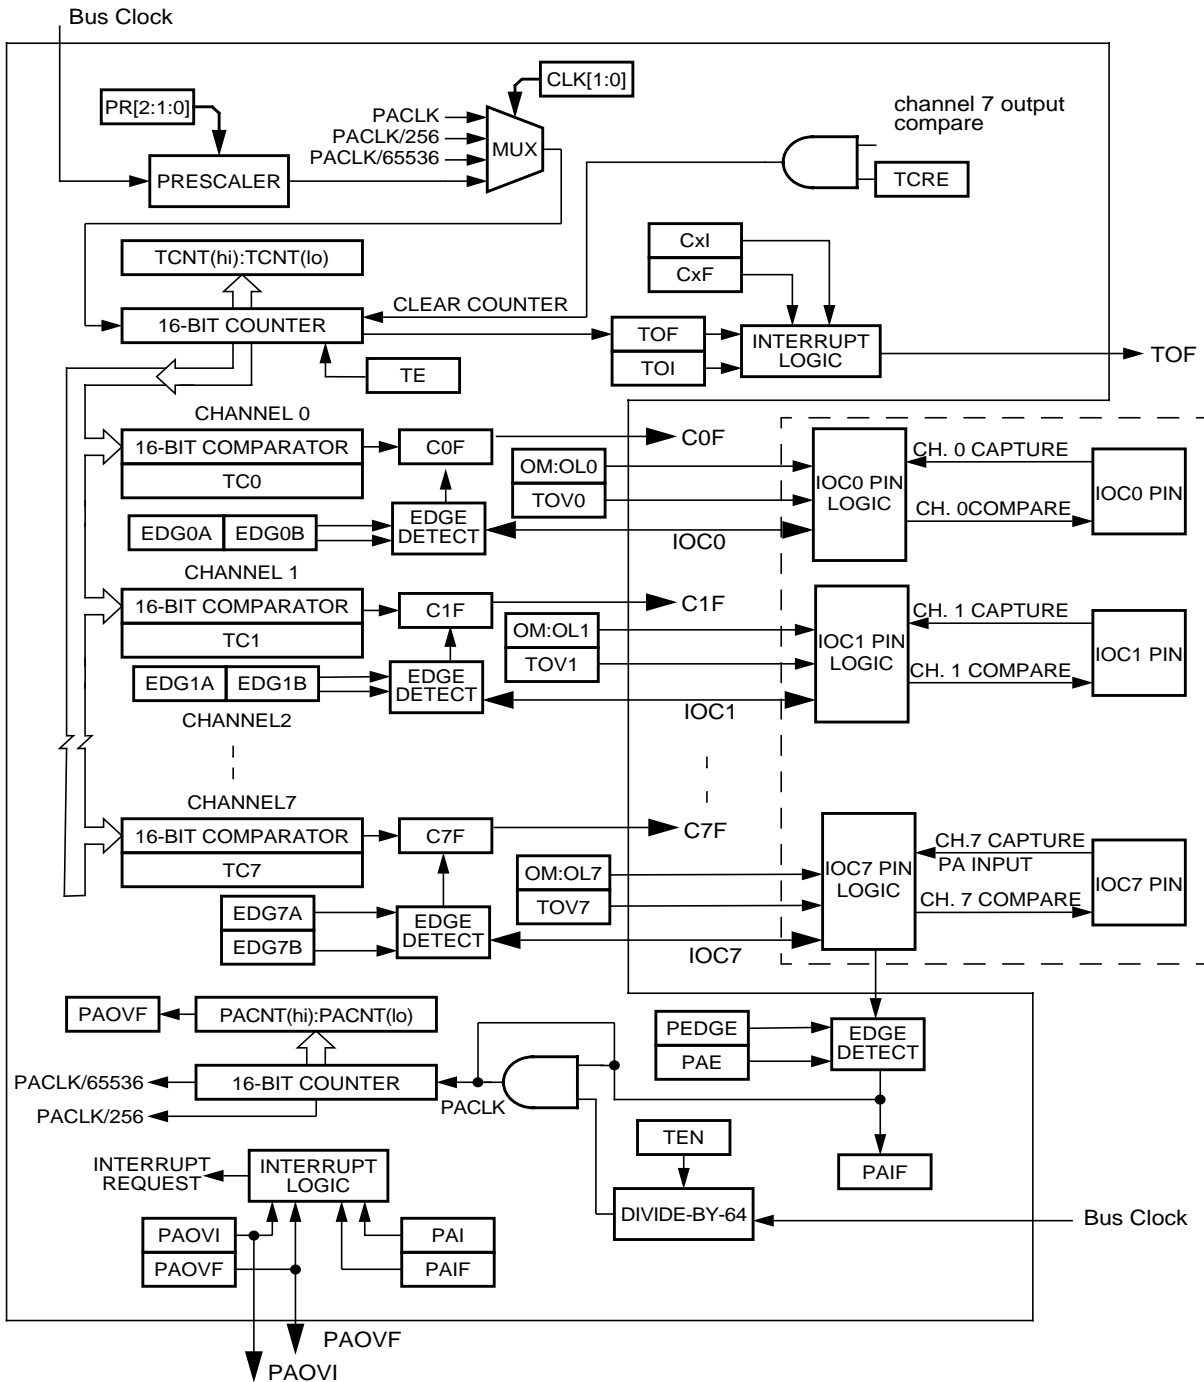 Bus Clock
PR[2:1:0]
CLK[1:0]
PACLK
PACLK/256
PACLK/65536
MUX
channel 7 output
compare
PRESCALER
TCRE
TCNT(hi):TCNT(lo)
CxI
CxF
CLEAR COUNTER
16-BIT COUNTER
TOF
TOI
INTERRUPT
LOGIC
TOF
TE
CHANNEL 0
16-BIT COMPARATOR
TC0
C0F
C0F
OM:OL0
TOV0
IOC0 PIN
LOGIC
CH. 0 CAPTURE
CH. 0COMPARE
IOC0 PIN
EDG0A
EDG0B
EDGE
DETECT
IOC0
CHANNEL 1
16-BIT COMPARATOR
TC1
C1F
C1F
OM:OL1
TOV1
IOC1 PIN
LOGIC
CH. 1 CAPTURE
CH. 1 COMPARE
IOC1 PIN
EDG1A
EDG1B
EDGE
DETECT
IOC1
CHANNEL2
CHANNEL7
16-BIT COMPARATOR
TC7
C7F
C7F
OM:OL7
TOV7
IOC7 PIN
LOGIC
CH.7 CAPTURE
PA INPUT
CH. 7 COMPARE
IOC7 PIN
EDG7A
EDG7B
EDGE
DETECT
IOC7
PAOVF
PACNT(hi):PACNT(lo)
PEDGE
PAE
EDGE
DETECT
PACLK/65536
16-BIT COUNTER
PACLK
PACLK/256
TEN
PAIF
INTERRUPT
REQUEST
INTERRUPT
LOGIC
DIVIDE-BY-64
Bus Clock
PAOVI
PAOVF
PAI
PAIF
PAOVF
PAOVI